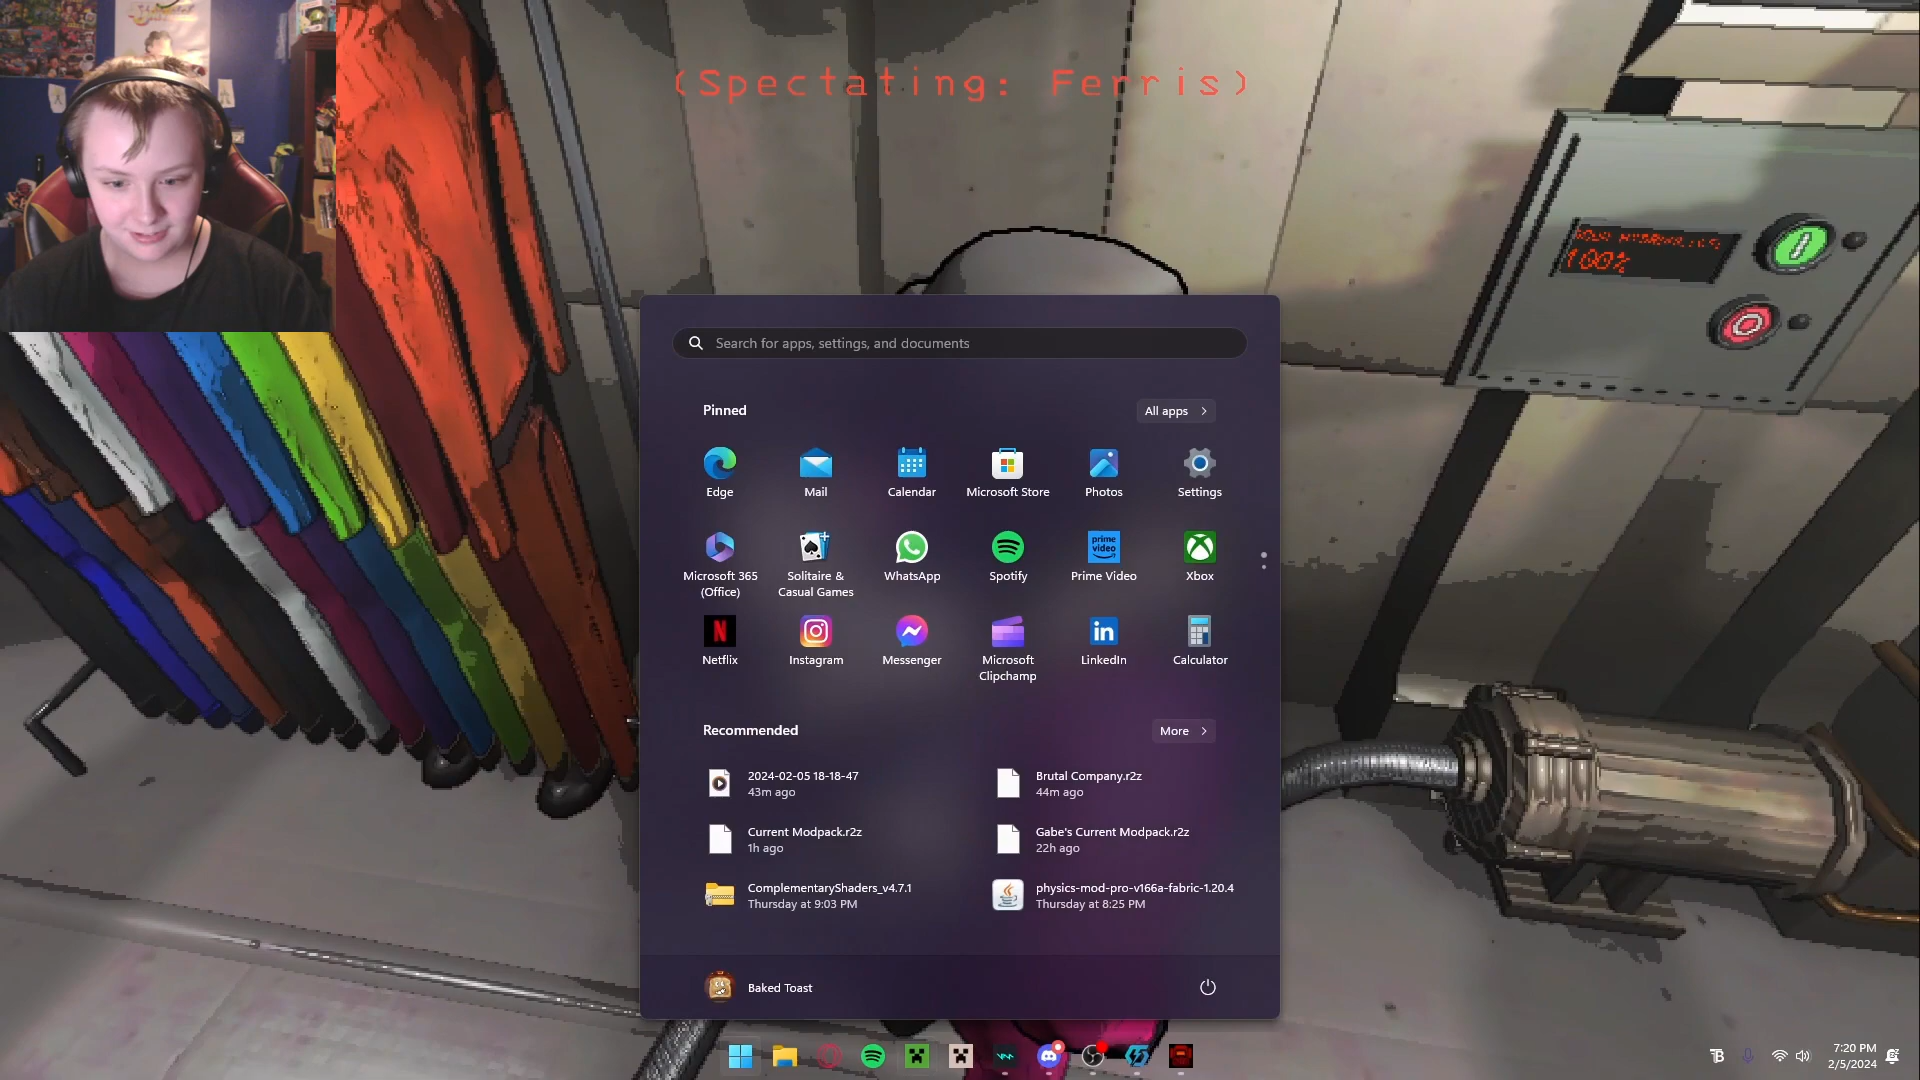 (Spectating: Ferris)
100%
Search for apps, settings, and documents
Pinned
All apps
Edge
Mail
Calendar
Microsoft Store
Photos
Settings
Microsoft 365
(Office)
Solitaire &
Casual Games
WhatsApp
Spotify
prime
video
Prime Video
Xbox
Netflix
Instagram
Messenger
Microsoft
Clipchamp
LinkedIn
Calculator
Recommended
More
2024-02-05 18-18-47
43m ago
Brutal Company.r2z
44m ago
Current Modpack.r2z
1h ago
Gabe's Current Modpack.r2z
22h ago
ComplementaryShaders_v4.7.1
Thursday at 9:03 PM
physics-mod-pro-v166a-fabric-1.20.4
Thursday at 8:25 PM
Baked Toast
7:20 PM
2/5/2024